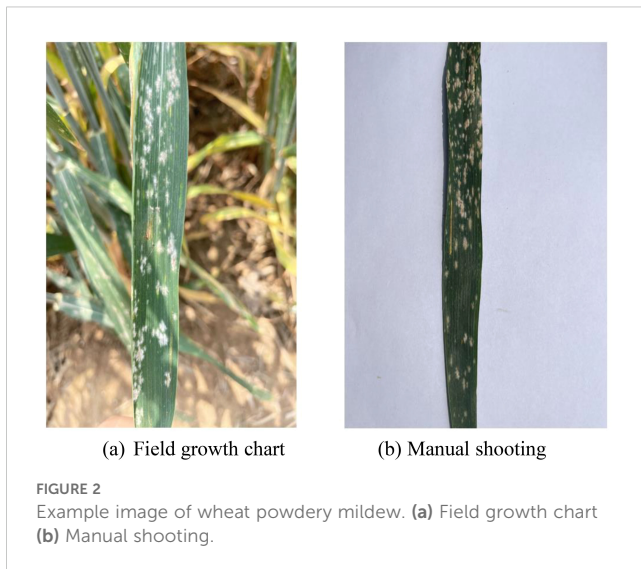 (a) Field growth chart
(b) Manual shooting
FIGURE 2
Example image of wheat powdery mildew. (a) Field growth chart
(b) Manual shooting.